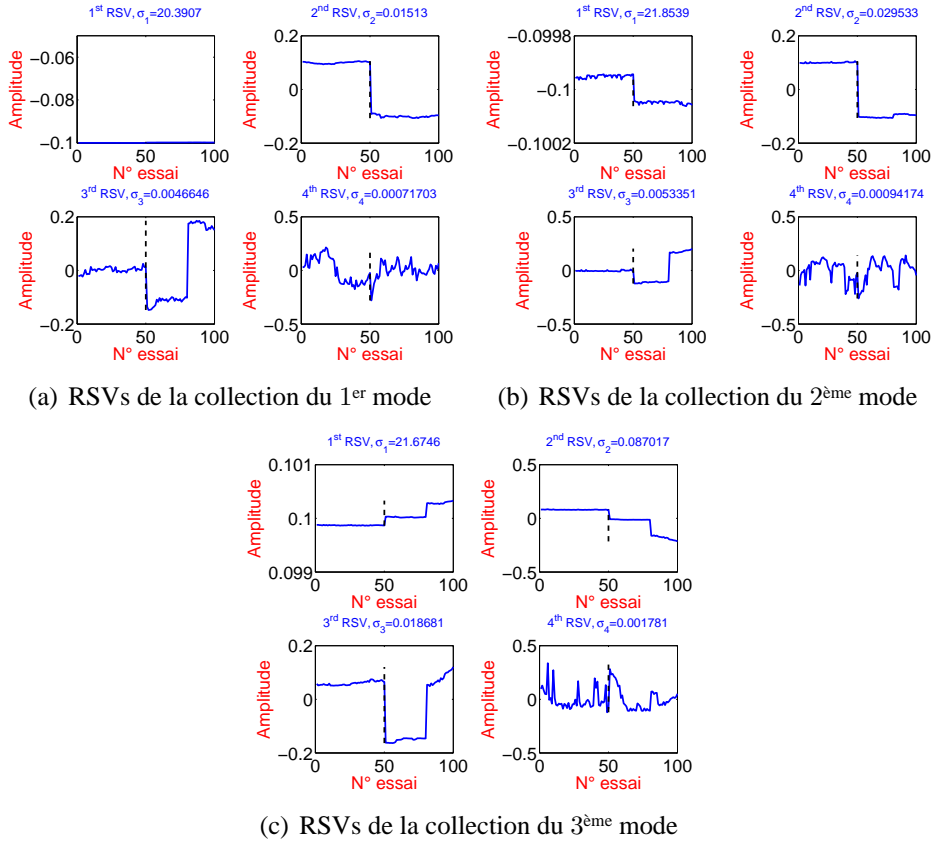 1st RSV, σ1=20.3907
Amplitude
−0.06
−0.08
−0.1
0 50 100
N° essai
2nd RSV, σ2=0.01513
Amplitude
0.2
0
−0.2
0 50 100
N° essai
3rd RSV, σ3=0.0046646
Amplitude
0.2
0
−0.2
0 50 100
N° essai
4th RSV, σ4=0.00071703
Amplitude
0.5
0
−0.5
0 50 100
N° essai
(a) RSVs de la collection du 1er mode
1st RSV, σ1=21.8539
Amplitude
−0.0998
−0.1
−0.1002
0 50 100
N° essai
2nd RSV, σ2=0.029533
Amplitude
0.2
0
−0.2
0 50 100
N° essai
3rd RSV, σ3=0.0053351
Amplitude
0.5
0
−0.5
0 50 100
N° essai
4th RSV, σ4=0.00094174
Amplitude
0.5
0
−0.5
0 50 100
N° essai
(b) RSVs de la collection du 2ème mode
1st RSV, σ1=21.6746
Amplitude
0.101
0.1
0.099
0 50 100
N° essai
2nd RSV, σ2=0.087017
Amplitude
0.5
0
−0.5
0 50 100
N° essai
3rd RSV, σ3=0.018681
Amplitude
0.2
0
−0.2
0 50 100
N° essai
4th RSV, σ4=0.001781
Amplitude
0.5
0
−0.5
0 50 100
N° essai
(c) RSVs de la collection du 3ème mode